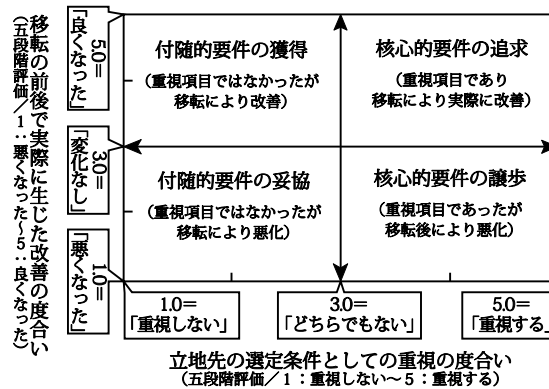 移転の前後で実際に生じた改善の度合い
（五段階評価／1：悪くなった～5：良くなった）
5.0＝
「良くなった」
3.0＝
「変化なし」
1.0＝
「悪くなった」
付随的要件の獲得
（重視項目ではなかったが
移転により改善）
核心的要件の追求
（重視項目であり
移転により実際に改善）
付随的要件の妥協
（重視項目ではなかったが
移転により悪化）
核心的要件の譲歩
（重視項目であったが
移転後により悪化）
1.0＝
「重視しない」
3.0＝
「どちらでもない」
5.0＝
「重視する」
立地先の選定条件としての重視の度合い
（五段階評価／1：重視しない～5：重視する）